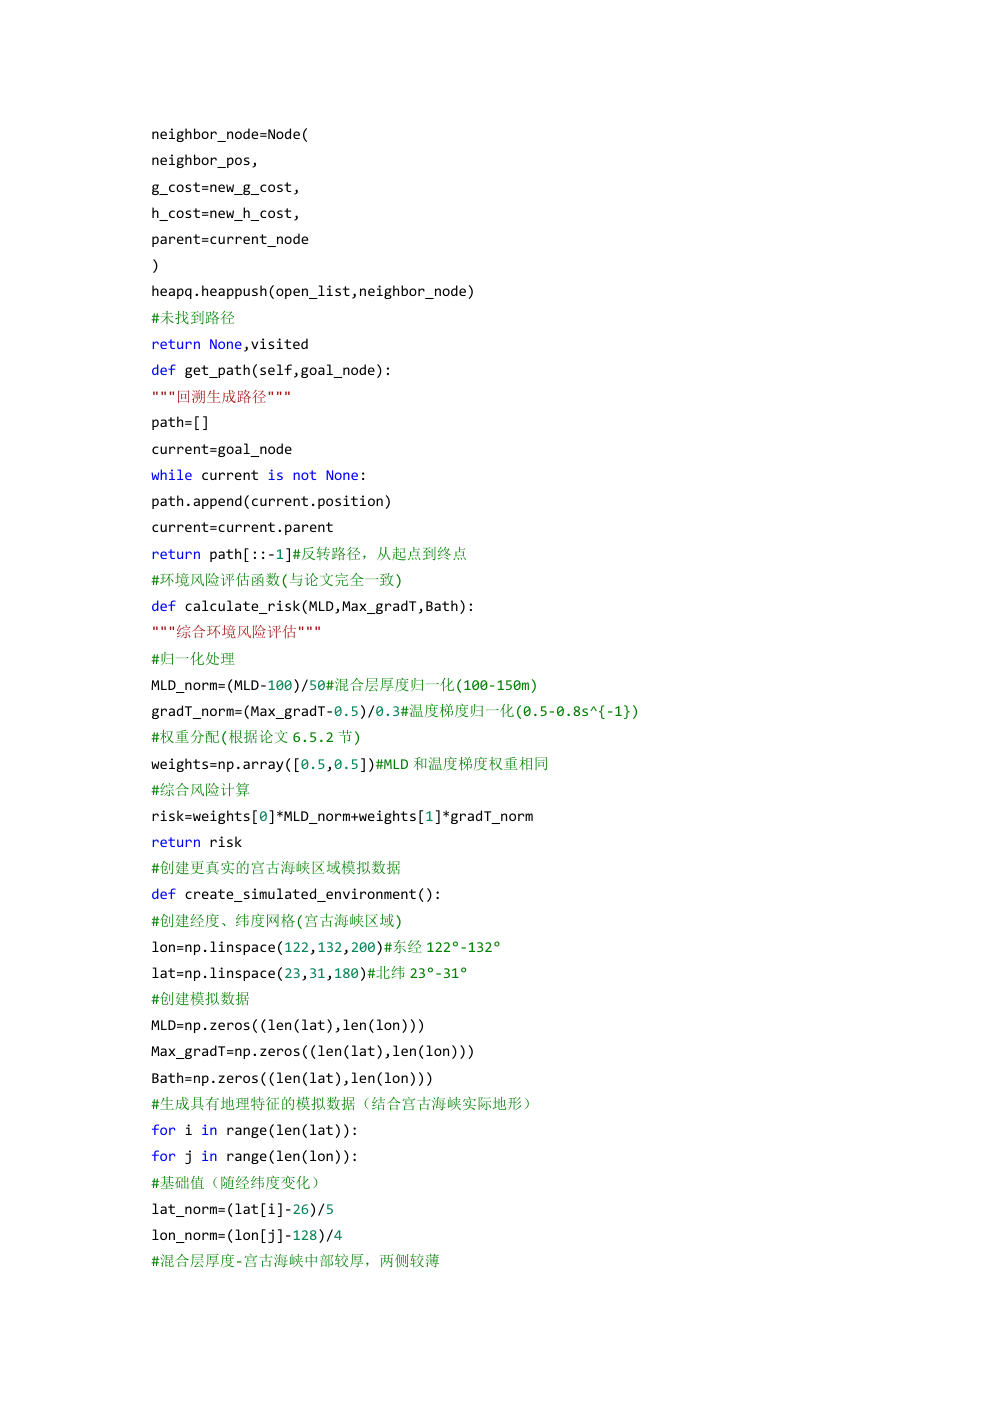 neighbor_node=Node(
neighbor_pos,
g_cost=new_g_cost,
h_cost=new_h_cost,
parent=current_node
)
heapq.heappush(open_list,neighbor_node)
#未找到路径
return None,visited
def get_path(self,goal_node):
"""回溯生成路径"""
path=[]
current=goal_node
while current is not None:
path.append(current.position)
current=current.parent
return path[::-1]#反转路径，从起点到终点
#环境风险评估函数(与论文完全一致)
def calculate_risk(MLD,Max_gradT,Bath):
"""综合环境风险评估"""
#归一化处理
MLD_norm=(MLD-100)/50#混合层厚度归一化(100-150m)
gradT_norm=(Max_gradT-0.5)/0.3#温度梯度归一化(0.5-0.8s^{-1})
#权重分配(根据论文6.5.2节)
weights=np.array([0.5,0.5])#MLD和温度梯度权重相同
#综合风险计算
risk=weights[0]*MLD_norm+weights[1]*gradT_norm
return risk
#创建更真实的宫古海峡区域模拟数据
def create_simulated_environment():
#创建经度、纬度网格(宫古海峡区域)
lon=np.linspace(122,132,200)#东经122°-132°
lat=np.linspace(23,31,180)#北纬23°-31°
#创建模拟数据
MLD=np.zeros((len(lat),len(lon)))
Max_gradT=np.zeros((len(lat),len(lon)))
Bath=np.zeros((len(lat),len(lon)))
#生成具有地理特征的模拟数据（结合宫古海峡实际地形）
for i in range(len(lat)):
for j in range(len(lon)):
#基础值（随经纬度变化）
lat_norm=(lat[i]-26)/5
lon_norm=(lon[j]-128)/4
#混合层厚度-宫古海峡中部较厚，两侧较薄